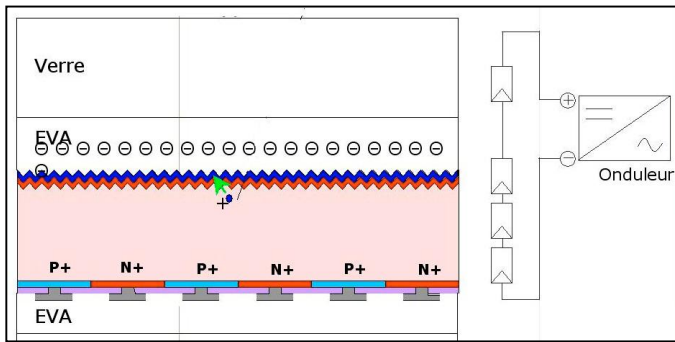 Verre
EVA
P+ N+ P+ N+ P+ N+
EVA
Onduleur